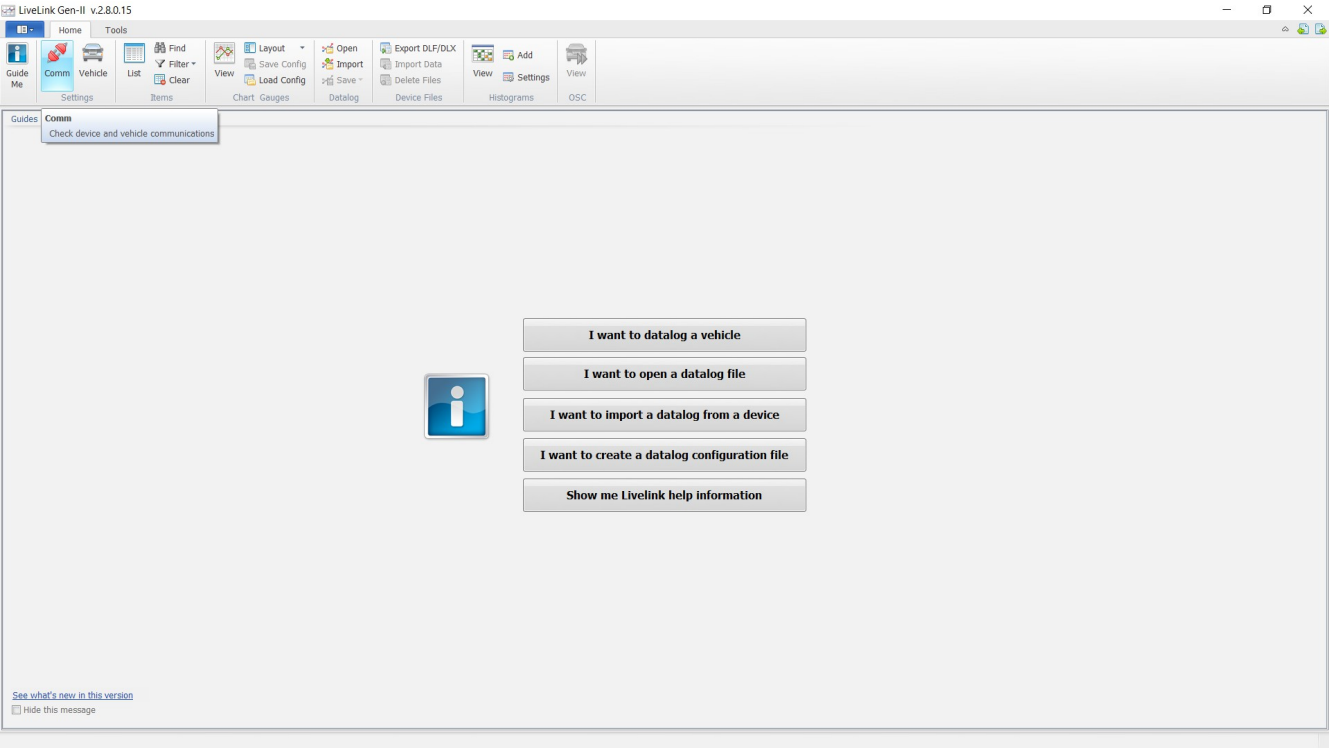 LiveLink Gen-II v.2.8.0.15
Home Tools
Guide Me
Comm
Vehicle
Settings
List
Find
Filter
Clear
Items
View
Layout
Save Config
Load Config
Chart Gauges
Open
Import
Save
Datalog
Export DLF/DLX
Import Data
Delete Files
Device Files
View
Add
Settings
Histograms
View
OSC
Guides
Comm
Check device and vehicle communications
I want to datalog a vehicle
I want to open a datalog file
I want to import a datalog from a device
I want to create a datalog configuration file
Show me Livelink help information
See what's new in this version
Hide this message